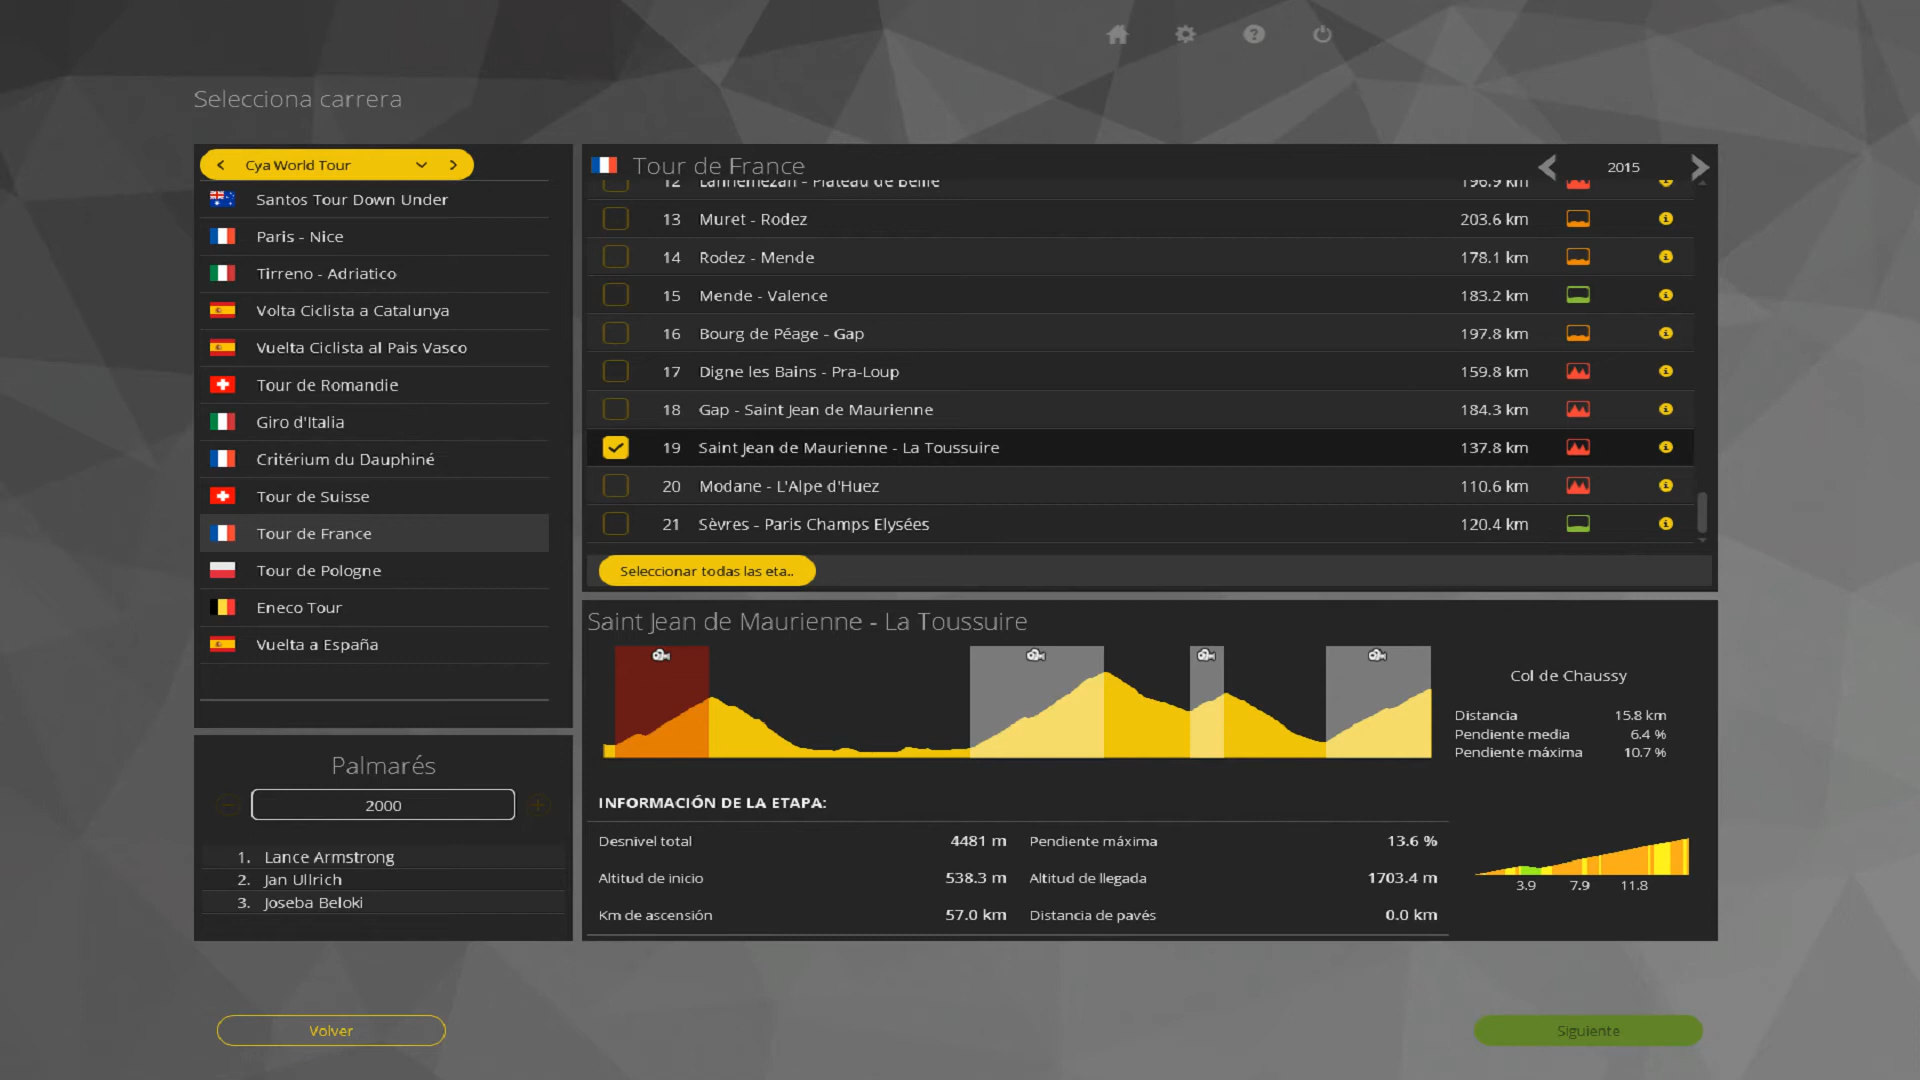 Selecciona carrera
Cya World Tour
Santos Tour Down Under
Paris - Nice
Tirreno - Adriatico
Volta Ciclista a Catalunya
Vuelta Ciclista al Pais Vasco
Tour de Romandie
Giro d'Italia
Critérium du Dauphiné
Tour de Suisse
Tour de France
Tour de Pologne
Eneco Tour
Vuelta a España
Palmarés
2000
1. Lance Armstrong
2. Jan Ullrich
3. Joseba Beloki
Tour de France 2015
12 Lannemezan - Plateau de Beille 196.9 km
13 Muret - Rodez 203.6 km
14 Rodez - Mende 178.1 km
15 Mende - Valence 183.2 km
16 Bourg de Péage - Gap 197.8 km
17 Digne les Bains - Pra-Loup 159.8 km
18 Gap - Saint Jean de Maurienne 184.3 km
19 Saint Jean de Maurienne - La Toussuire 137.8 km
20 Modane - L'Alpe d'Huez 110.6 km
21 Sèvres - Paris Champs Elysées 120.4 km
Seleccionar todas las eta..
Saint Jean de Maurienne - La Toussuire
Col de Chaussy
Distancia 15.8 km
Pendiente media 6.4 %
Pendiente máxima 10.7 %
INFORMACIÓN DE LA ETAPA:
Desnivel total 4481 m Pendiente máxima 13.6 %
Altitud de inicio 538.3 m Altitud de llegada 1703.4 m
Km de ascensión 57.0 km Distancia de pavés 0.0 km
3.9 7.9 11.8
Volver
Siguiente